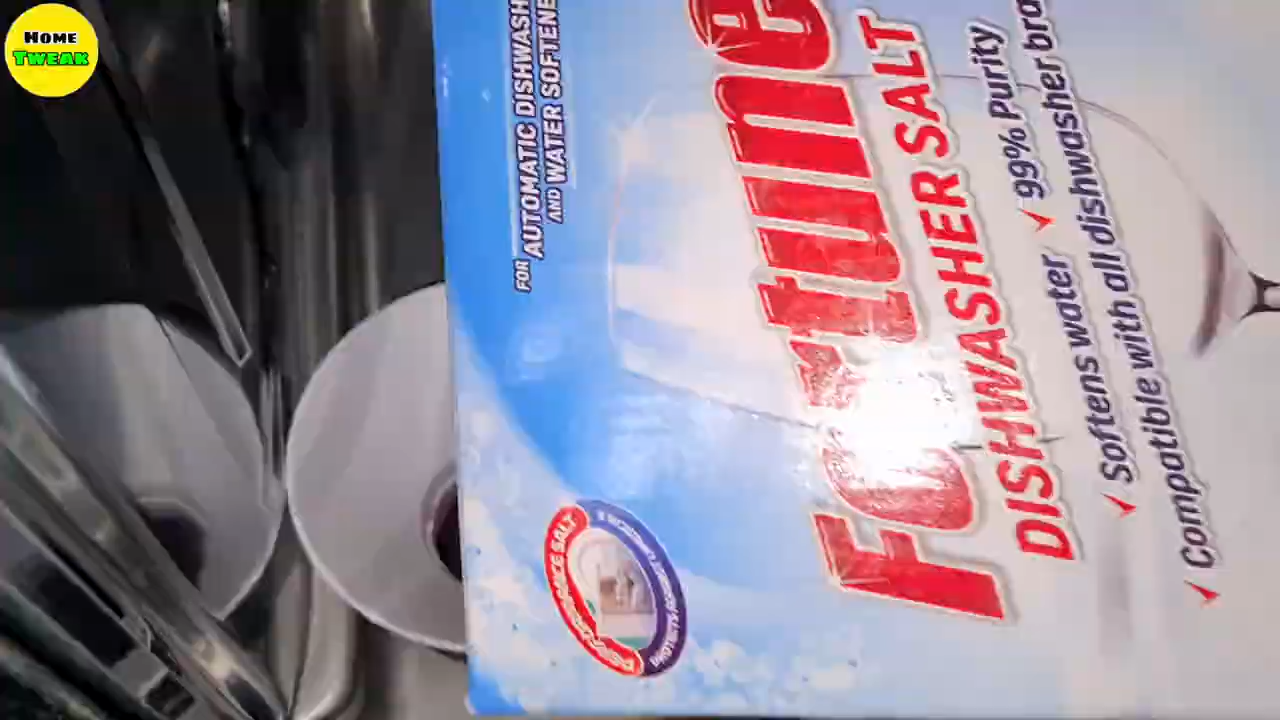 HOME
TWEAK
FOR AUTOMATIC DISHWASH
AND WATER SOFTENE
Fortune
DISHWASHER SALT
✓ Softens water ✓ 99% Purity
✓ Compatible with all dishwasher bra
SALT